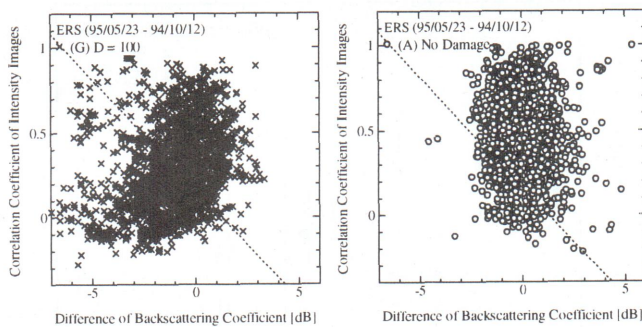 ERS (95/05/23 - 94/10/12)
(G) D = 100
Correlation Coefficient of Intensity Images
1
0.5
0
-5
0
5
Difference of Backscattering Coefficient |dB|
ERS (95/05/23 - 94/10/12)
(A) No Damage
Correlation Coefficient of Intensity Images
1
0.5
0
-5
0
5
Difference of Backscattering Coefficient |dB|